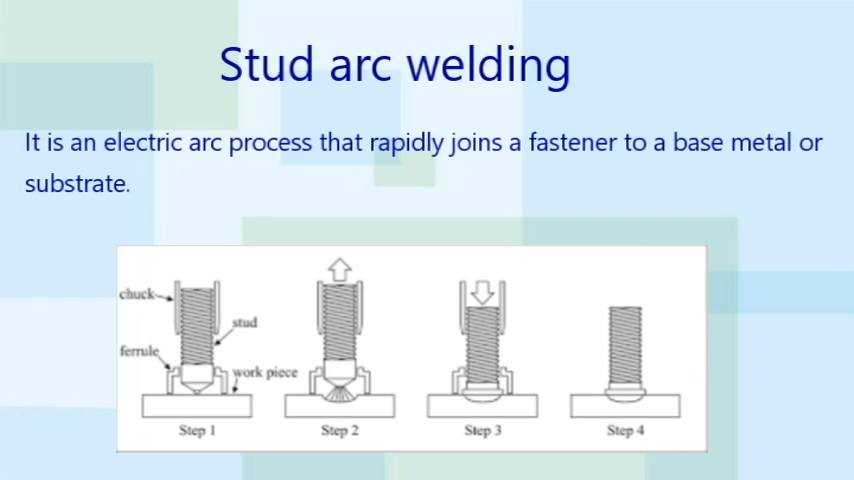 Stud arc welding
It is an electric arc process that rapidly joins a fastener to a base metal or
substrate.
chuck
stud
ferrule
work piece
Step 1
Step 2
Step 3
Step 4